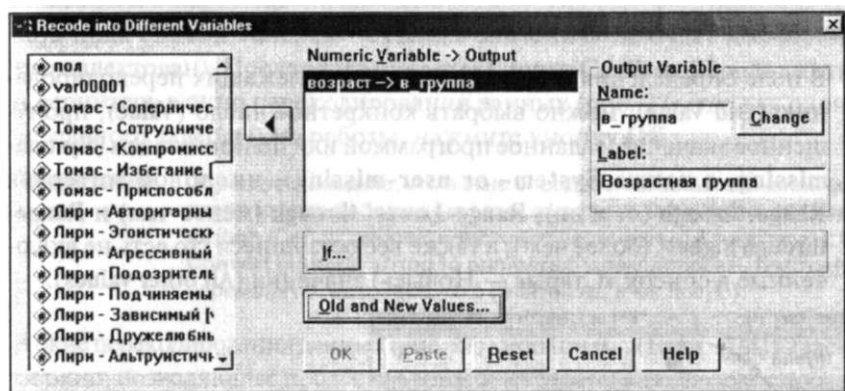 Recode into Different Variables
пол
var00001
Томас - Соперничес
Томас - Сотрудниче
Томас - Компромисс
Томас - Избегание
Томас - Приспособл
Лири - Авторитарны
Лири - Эгоистическ
Лири - Агрессивный
Лири - Подозритель
Лири - Подчиняемы
Лири - Зависимый [
Лири - Дружелюбны
Лири - Альтруистич
Numeric Variable -> Output
возраст --> в_группа
Output Variable
Name:
в_группа
Change
Label:
Возрастная группа
If...
Old and New Values...
OK
Paste
Reset
Cancel
Help